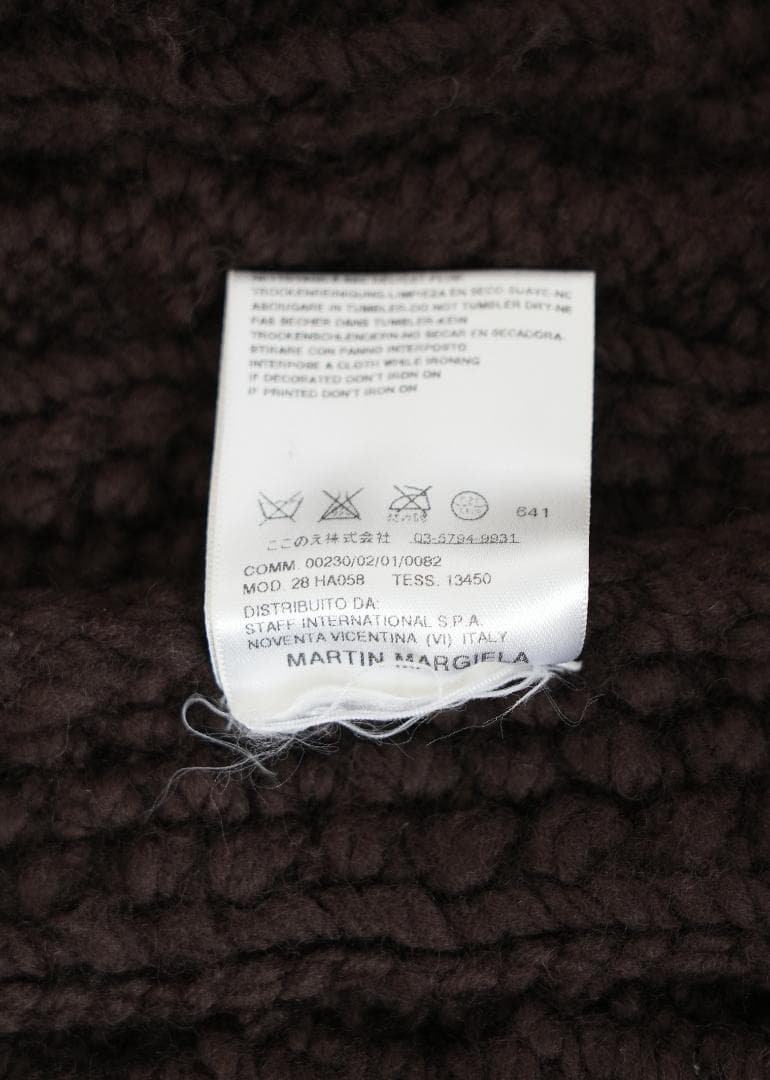 TROCKENREINIGUNG-LIMPIEZA EN SECO SUAVE-NE
ASCIUGARE IN TUMBLER-DO NOT TUMBLER DRY-NE
PAS SECHER DANS TUMBLER-KEIN
TROCKENSCHLENDERN-NO SECAR EN SECADORA.
STIRARE CON PANNO INTERPOSTO
INTERPOSE A CLOTH WHILE IRONING
IF DECORATED DON'T IRON ON
IF PRINTED DON'T IRON ON
641
ここのえ株式会社 03-5794-9931
COMM. 00230/02/01/0082
MOD. 28 HA058 TESS. 13450
DISTRIBUITO DA:
STAFF INTERNATIONAL S.P.A.
NOVENTA VICENTINA (VI) ITALY
MARTIN MARGIELA